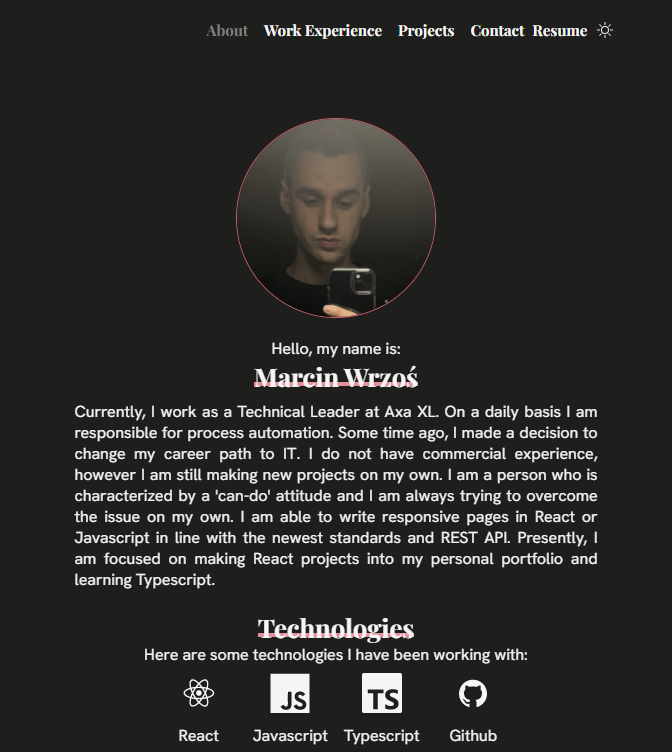 About Work Experience Projects Contact Resume
Hello, my name is:
Marcin Wrzoś
Currently, I work as a Technical Leader at Axa XL. On a daily basis I am
responsible for process automation. Some time ago, I made a decision to
change my career path to IT. I do not have commercial experience,
however I am still making new projects on my own. I am a person who is
characterized by a 'can-do' attitude and I am always trying to overcome
the issue on my own. I am able to write responsive pages in React or
Javascript in line with the newest standards and REST API. Presently, I
am focused on making React projects into my personal portfolio and
learning Typescript.
Technologies
Here are some technologies I have been working with:
JS TS
React Javascript Typescript Github